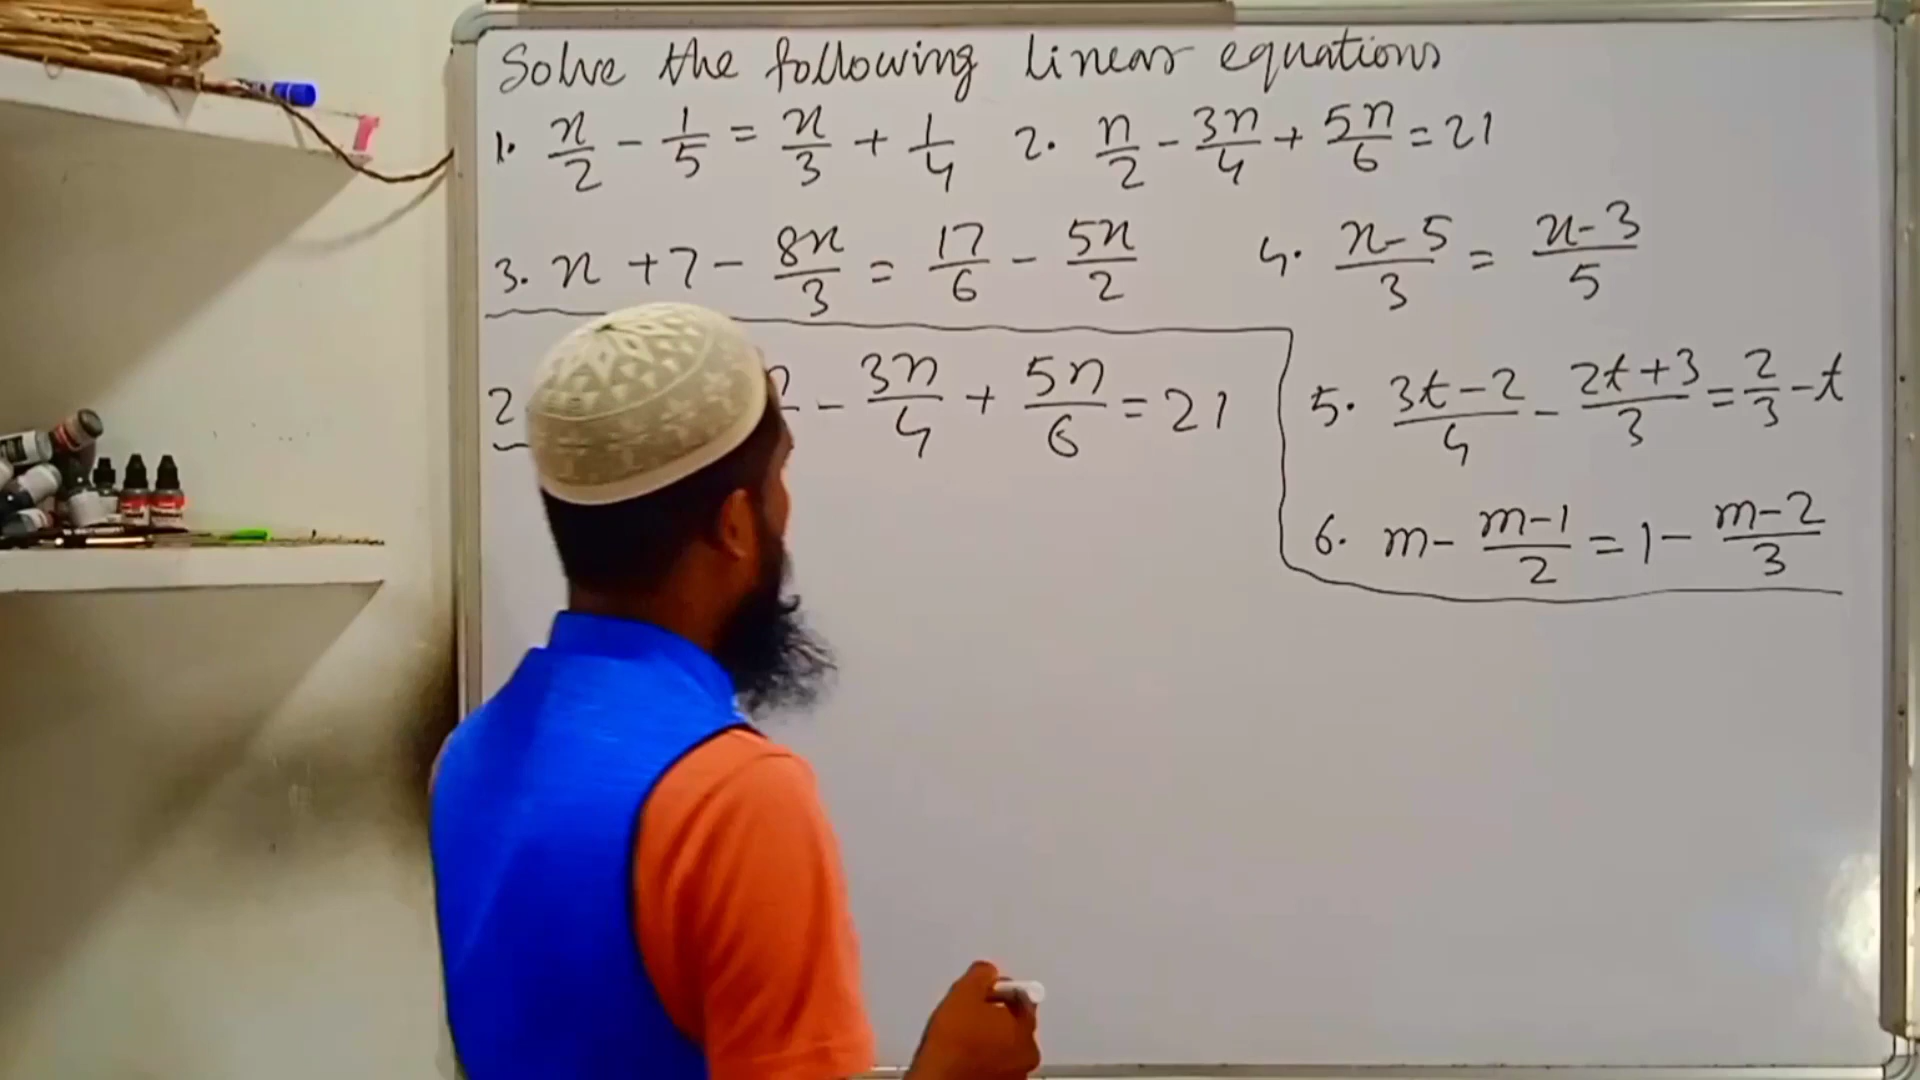 Solve the following linear equations
1. x/2 - 1/5 = x/3 + 1/4 2. n/2 - 3n/4 + 5n/6 = 21
3. x + 7 - 8x/3 = 17/6 - 5x/2 4. x-5/3 = x-3/5
2 - 3n/4 + 5n/6 = 21
5. 3t-2/4 - 2t+3/3 = 2/3 - t
6. m - m-1/2 = 1 - m-2/3